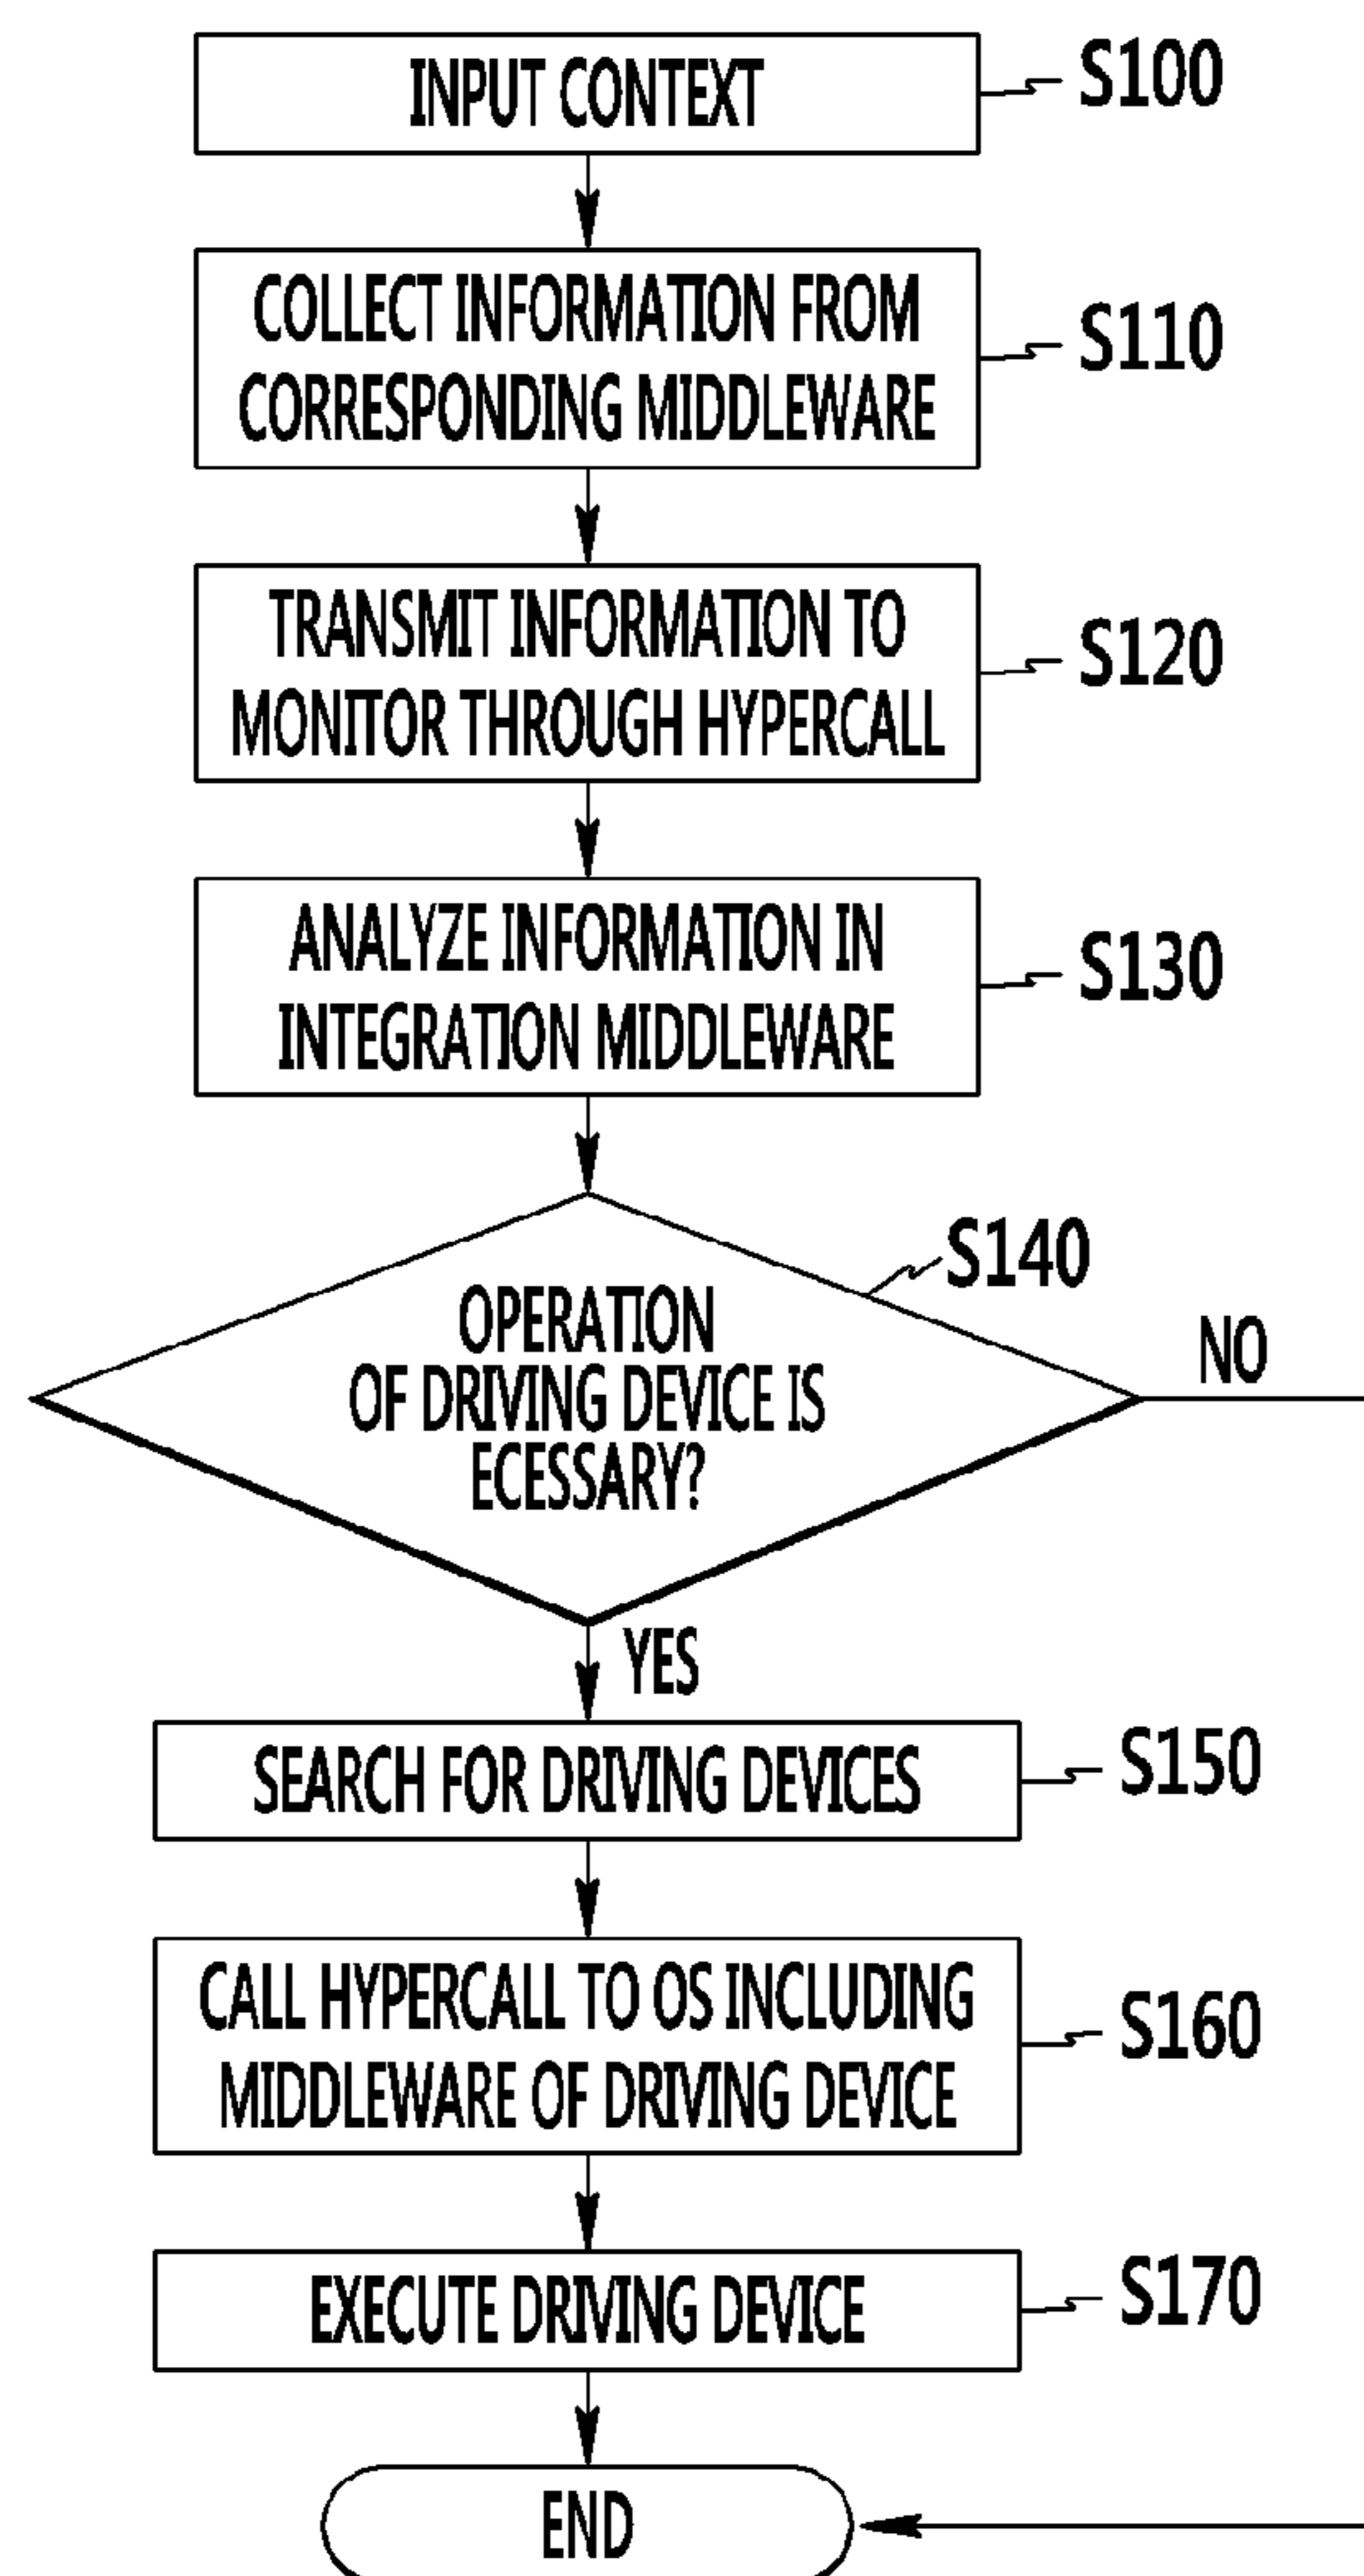 INPUT CONTEXT
S100
COLLECT INFORMATION FROM
CORRESPONDING MIDDLEWARE
S110
TRANSMIT INFORMATION TO
MONITOR THROUGH HYPERCALL
S120
ANALYZE INFORMATION IN
INTEGRATION MIDDLEWARE
S130
S140
OPERATION
OF DRIVING DEVICE IS
ECESSARY?
NO
YES
SEARCH FOR DRIVING DEVICES
S150
CALL HYPERCALL TO OS INCLUDING
MIDDLEWARE OF DRIVING DEVICE
S160
EXECUTE DRIVING DEVICE
S170
END